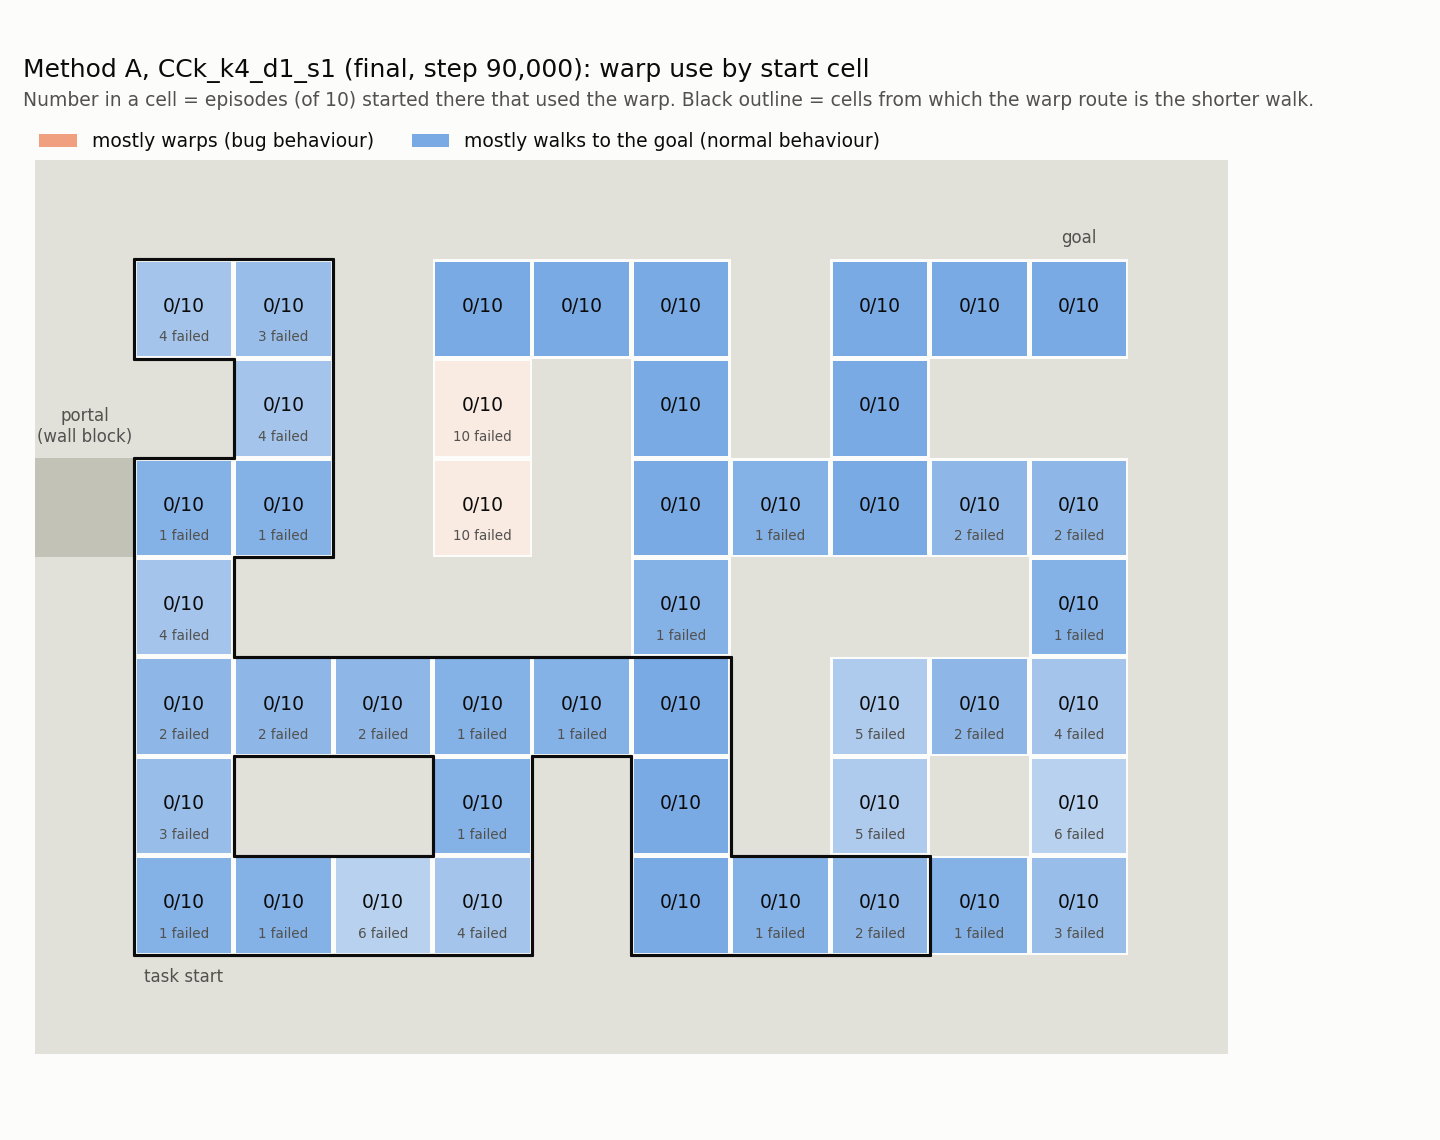 Method A, CCk_k4_d1_s1 (final, step 90,000): warp use by start cell
Number in a cell = episodes (of 10) started there that used the warp. Black outline = cells from which the warp route is the shorter walk.
mostly warps (bug behaviour) mostly walks to the goal (normal behaviour)
goal
0/10 0/10 0/10 0/10 0/10 0/10 0/10 0/10
4 failed 3 failed
0/10 0/10 0/10 0/10
4 failed 10 failed
portal
(wall block)
0/10 0/10 0/10 0/10 0/10 0/10 0/10 0/10
1 failed 1 failed 10 failed 1 failed 2 failed 2 failed
0/10 0/10 0/10
4 failed 1 failed 1 failed
0/10 0/10 0/10 0/10 0/10 0/10 0/10 0/10 0/10
2 failed 2 failed 2 failed 1 failed 1 failed 5 failed 2 failed 4 failed
0/10 0/10 0/10 0/10 0/10
3 failed 1 failed 5 failed 6 failed
0/10 0/10 0/10 0/10 0/10 0/10 0/10 0/10 0/10
1 failed 1 failed 6 failed 4 failed 1 failed 2 failed 1 failed 3 failed
task start